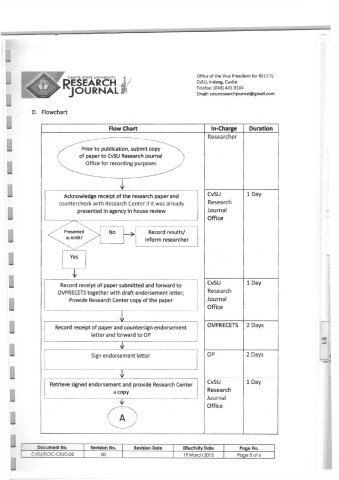 CAVITE STATE UNIVERSITY
RESEARCH
JOURNAL
Office of the Vice President for RECETS
CvSU, Indang, Cavite
Telefax: (046) 443-0104
Email: cvsuresearchjournal@gmail.com
D. Flowchart
Flow Chart
In-Charge
Duration
Prior to publication, submit copy
of paper to CvSU Research Journal
Office for recording purposes
Researcher
Acknowledge receipt of the research paper and
countercheck with Research Center if it was already
presented in agency in house review
CvSU
Research
Journal
Office
1 Day
Presented
in AIHR?
No
Record results/
Inform researcher
Yes
Record receipt of paper submitted and forward to
OVPRECETS together with draft endorsement letter;
Provide Research Center copy of the paper
CvSU
Research
Journal
Office
1 Day
Record receipt of paper and countersign endorsement
letter and forward to OP
OVPRECETS
2 Days
Sign endorsement letter
OP
2 Days
Retrieve signed endorsement and provide Research Center
a copy
CvSU
Research
Journal
Office
1 Day
A
Document No.
Revision No.
Revision Date
Effectivity Date
Page No.
CvSU/DOC-CRJO-02
00
19 March 2013
Page 5 of 6